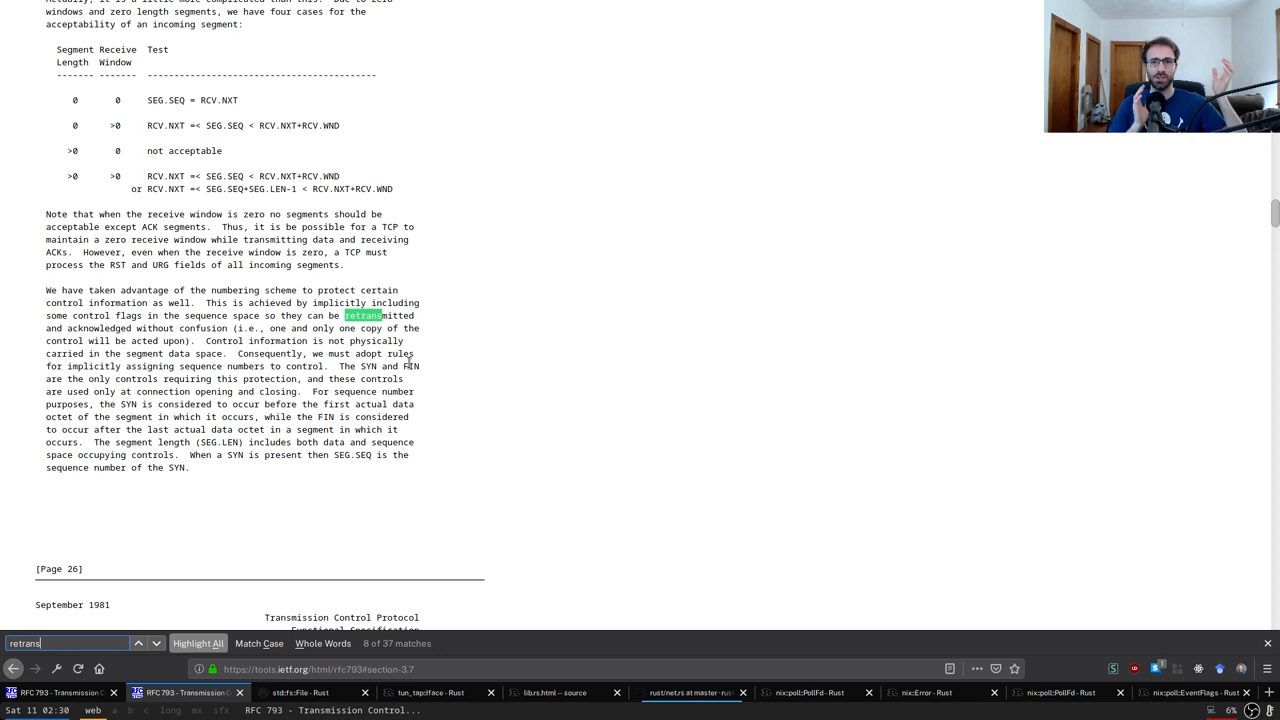 Actually, it is a little more complicated than this.  Due to zero
windows and zero length segments, we have four cases for the
acceptability of an incoming segment:
Segment Receive Test
Length Window
------- ------- -------------------------------------------
0 0 SEG.SEQ = RCV.NXT
0 >0 RCV.NXT =< SEG.SEQ < RCV.NXT+RCV.WND
>0 0 not acceptable
>0 >0 RCV.NXT =< SEG.SEQ < RCV.NXT+RCV.WND
or RCV.NXT =< SEG.SEQ+SEG.LEN-1 < RCV.NXT+RCV.WND
Note that when the receive window is zero no segments should be
acceptable except ACK segments.  Thus, it is be possible for a TCP to
maintain a zero receive window while transmitting data and receiving
ACKs.  However, even when the receive window is zero, a TCP must
process the RST and URG fields of all incoming segments.
We have taken advantage of the numbering scheme to protect certain
control information as well.  This is achieved by implicitly including
some control flags in the sequence space so they can be retransmitted
and acknowledged without confusion (i.e., one and only one copy of the
control will be acted upon).  Control information is not physically
carried in the segment data space.  Consequently, we must adopt rules
for implicitly assigning sequence numbers to control.  The SYN and FIN
are the only controls requiring this protection, and these controls
are used only at connection opening and closing.  For sequence number
purposes, the SYN is considered to occur before the first actual data
octet of the segment in which it occurs, while the FIN is considered
to occur after the last actual data octet in a segment in which it
occurs.  The segment length (SEG.LEN) includes both data and sequence
space occupying controls.  When a SYN is present then SEG.SEQ is the
sequence number of the SYN.
[Page 26]
September 1981
Transmission Control Protocol
Functional Specification
retrans Highlight All Match Case Whole Words 8 of 37 matches
https://tools.ietf.org/html/rfc793#section-3.7
RFC 793 - Transmission C RFC 793 - Transmission C std::fs::File - Rust tun_tap::Iface - Rust lib.rs.html -- source rust/net.rs at master · rust nix::poll::PollFd - Rust nix::Error - Rust nix::poll::PollFd - Rust nix::poll::EventFlags - Rust
Sat 11 02:30 web a b c long mx sfx RFC 793 - Transmission Control... 6%